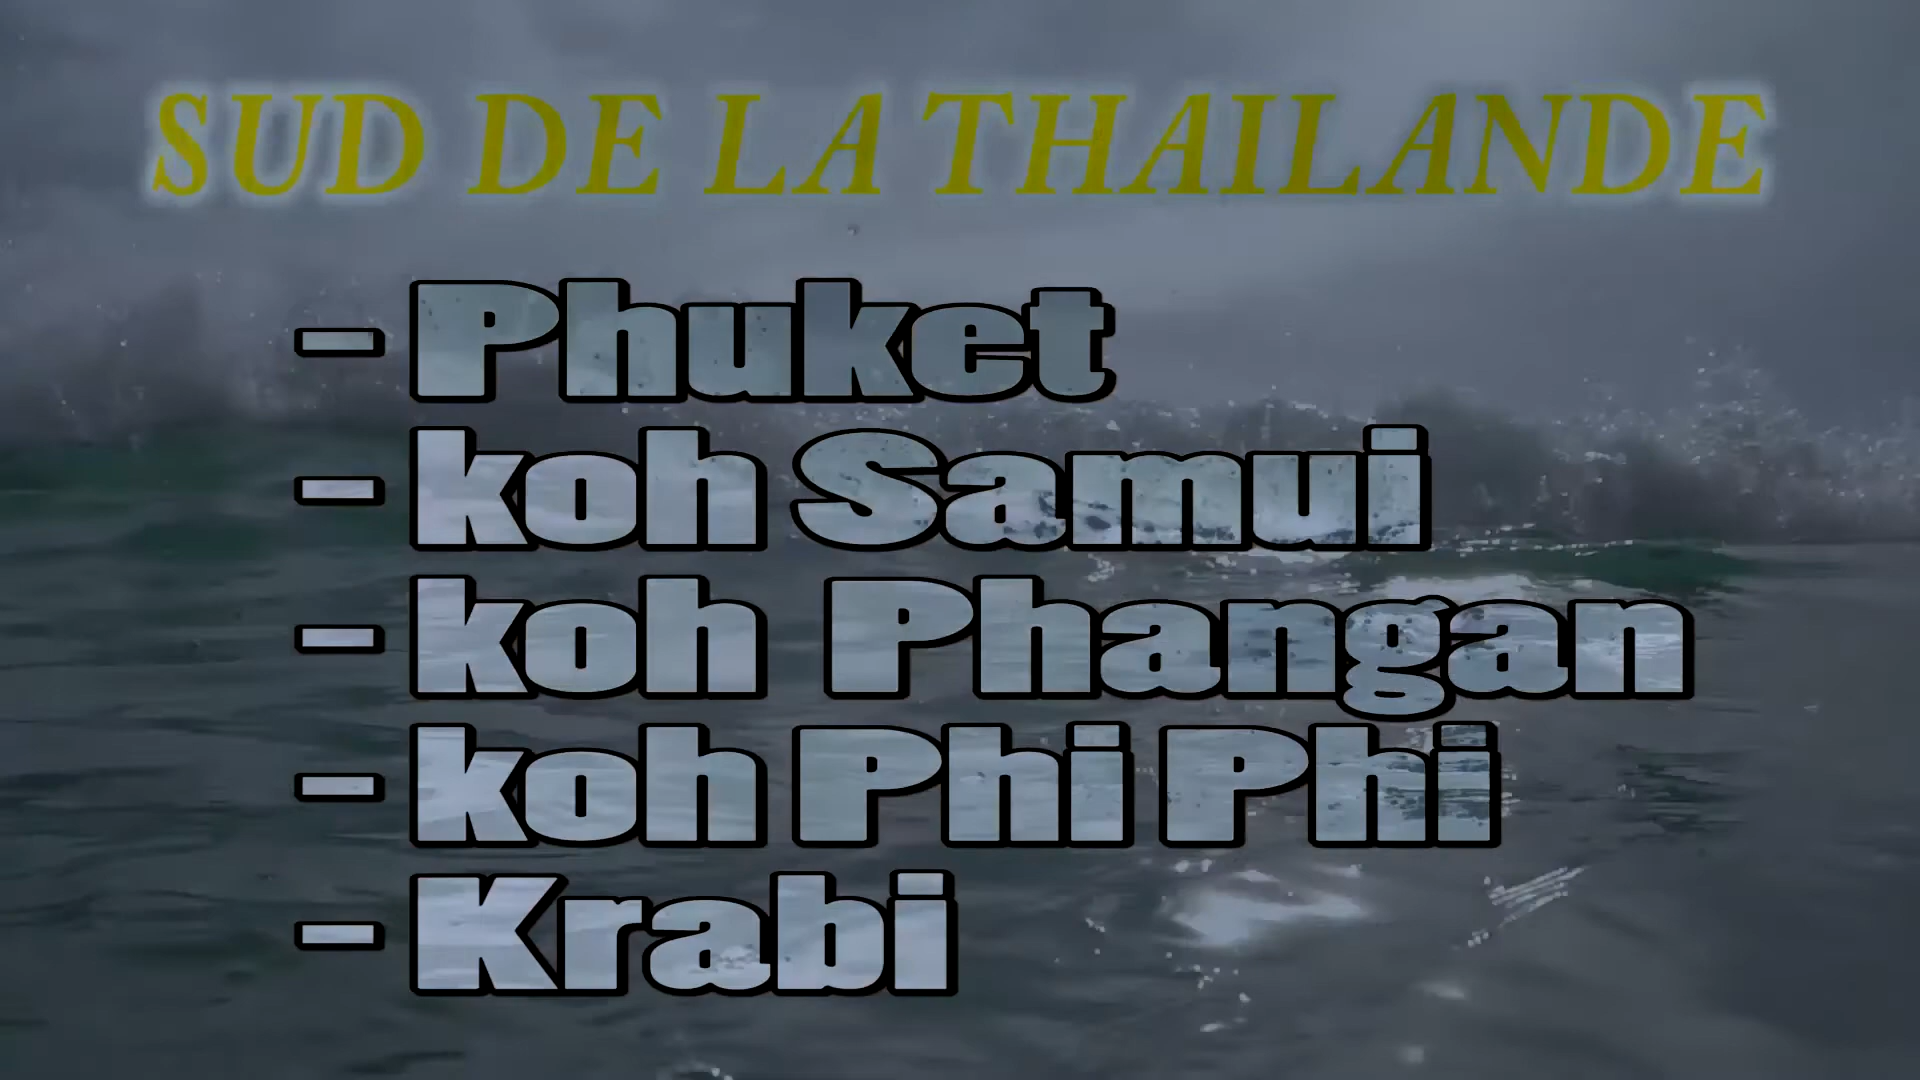 SUD DE LA THAILANDE
- Phuket
- koh Samui
- koh Phangan
- koh Phi Phi
- Krabi